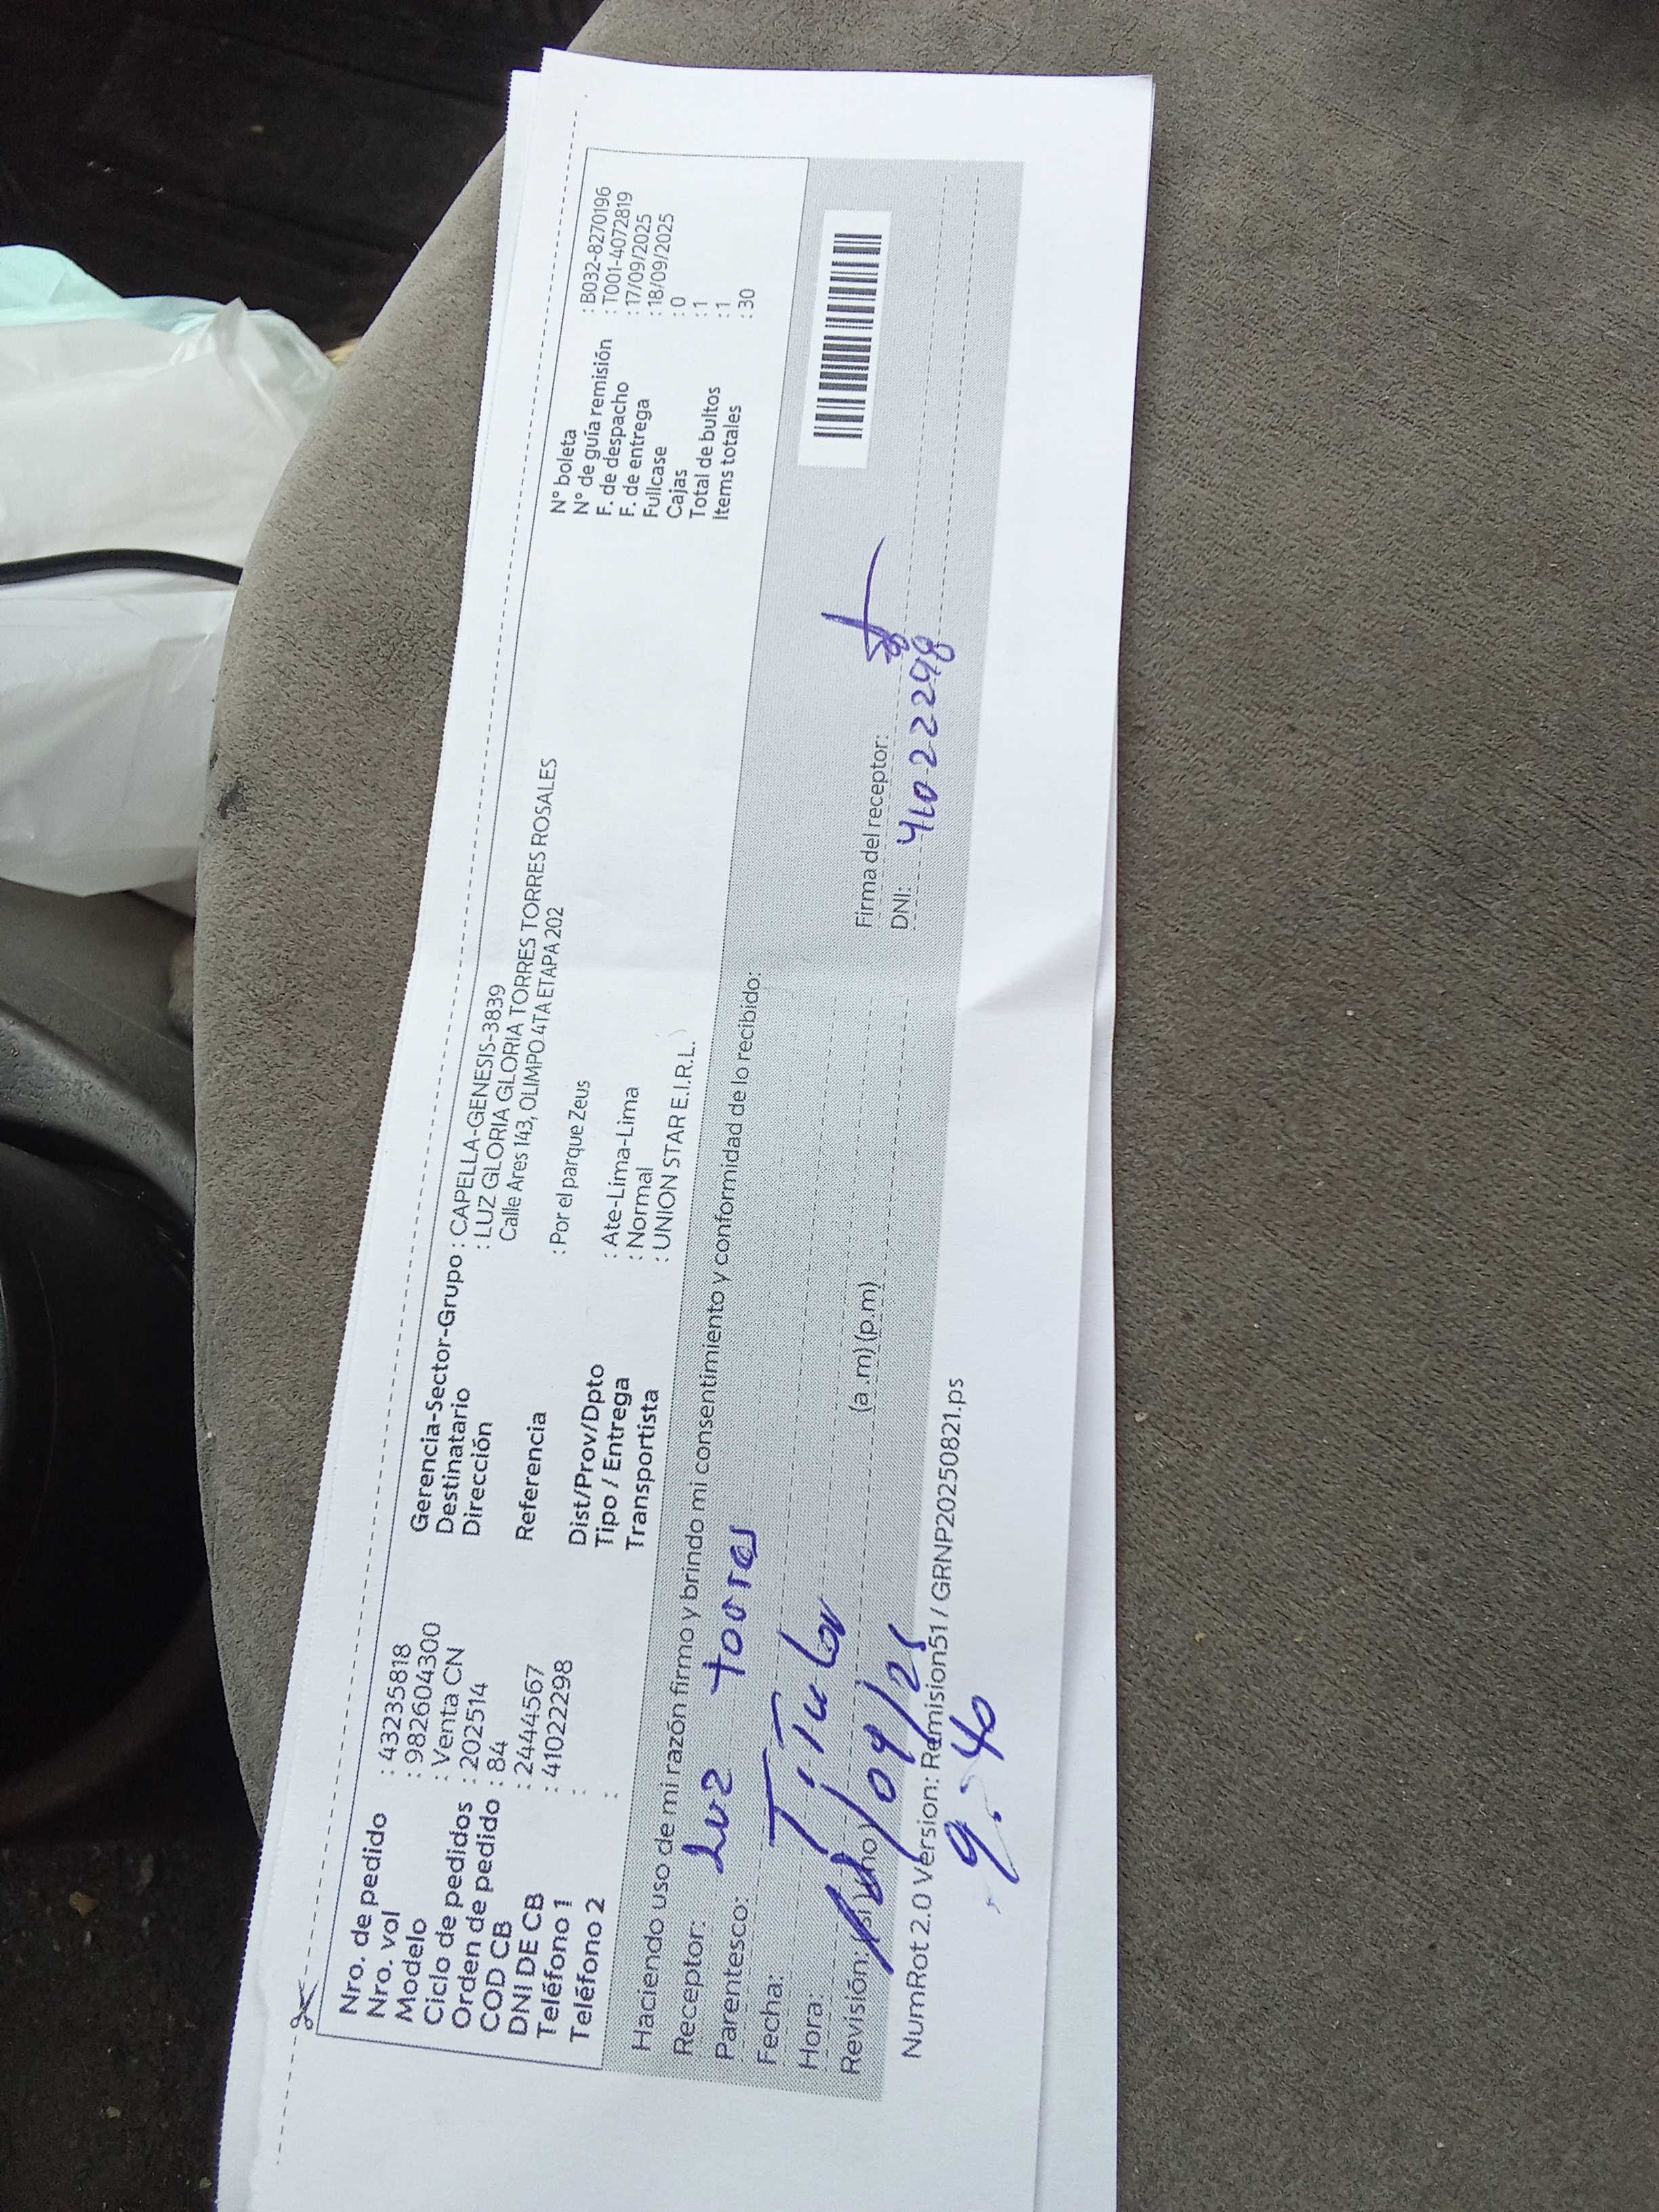 Nro. de pedido : 43235818
Nro. vol : 982604300
Modelo : Venta CN
Ciclo de pedidos : 202514
Orden de pedido : 84
COD CB : 24444567
DNI DE CB : 41022298
Teléfono 1 :
Teléfono 2 :
Gerencia-Sector-Grupo : CAPELLA-GENESIS-3839
Destinatario : LUZ GLORIA GLORIA TORRES TORRES ROSALES
Dirección Calle Ares 143, OLIMPO 4TA ETAPA 202
Referencia : Por el parque Zeus
Dist/Prov/Dpto : Ate-Lima-Lima
Tipo / Entrega : Normal
Transportista : UNION STAR E.I.R.L.
N° boleta : B032-8270196
N° de guía remisión : T001-4072819
F. de despacho : 17/09/2025
F. de entrega : 18/09/2025
Fullcase : 0
Cajas : 1
Total de bultos : 1
Items totales : 30
Haciendo uso de mi razón firmo y brindo mi consentimiento y conformidad de lo recibido:
Receptor: Luz torres
Parentesco: Titular
Fecha: 18/09/25
Hora: (a.m) (p.m)
Revisión: (si) no
Firma del receptor:
DNI: 41022298
NumRot 2.0 Version: Remision51 / GRNP20250821.ps
9:40